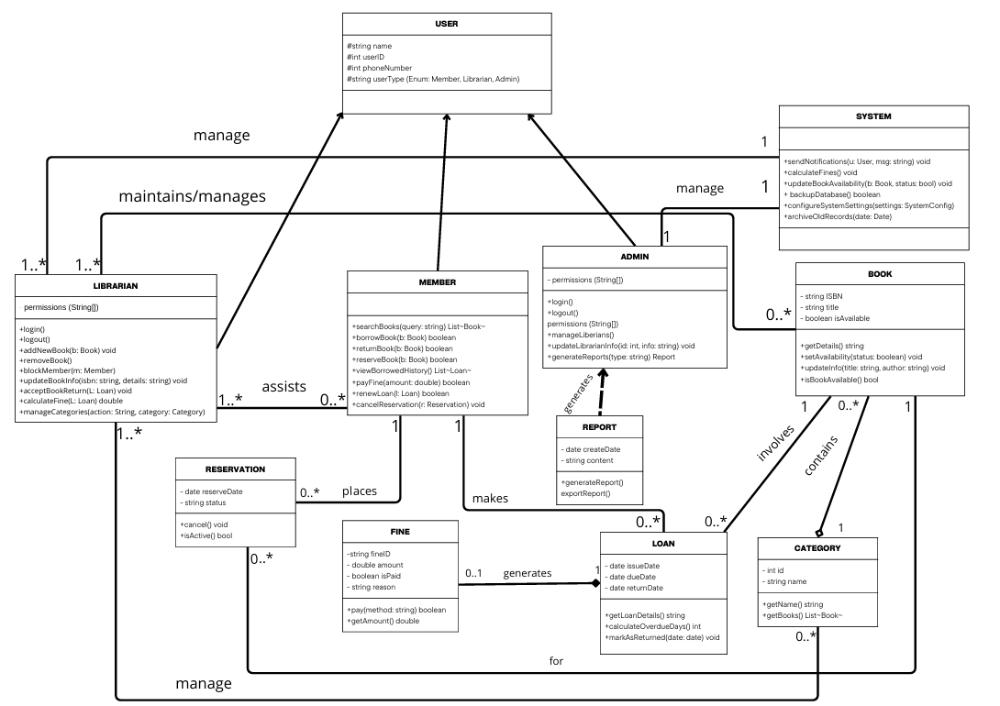 USER
#string name
#int userID
#int phoneNumber
#string userType (Enum: Member, Librarian, Admin)
SYSTEM
+sendNotifications(u: User, msg: string) void
+calculateFines() void
+updateBookAvailability(b: Book, status: bool) void
+ backupDatabase() boolean
+configureSystemSettings(settings: SystemConfig)
+archiveOldRecords(date: Date)
manage
1
maintains/manages
manage
1
1
1..*
1..*
0..*
LIBRARIAN
permissions (String[])
+login()
+logout()
+addNewBook(b: Book) void
+removeBook()
+blockMember(m: Member)
+updateBookInfo(isbn: string, details: string) void
+acceptBookReturn(L: Loan) void
+calculateFine(L: Loan) double
+manageCategories(action: String, category: Category)
assists
1..*
0..*
MEMBER
+searchBooks(query: string) List~Book~
+borrowBook(b: Book) boolean
+returnBook(b: Book) boolean
+reserveBook(b: Book) boolean
+viewBorrowedHistory() List~Loan~
+payFine(amount: double) boolean
+renewLoan(l: Loan) boolean
+cancelReservation(r: Reservation) void
ADMIN
- permissions (String[])
+login()
+logout()
permissions (String[])
+manageLiberians()
+updateLibrarianInfo(id: int, info: string) void
+generateReports(type: string) Report
BOOK
- string ISBN
- string title
- boolean isAvailable
+getDetails() string
+setAvailability(status: boolean) void
+updateInfo(title: string, author: string) void
+isBookAvailable() bool
generates
REPORT
- date createDate
- string content
+generateReport()
exportReport()
1..*
1
1
1
0..*
1
involves
contains
RESERVATION
- date reserveDate
- string status
+cancel() void
+isActive() bool
0..*
places
makes
0..*
0..*
0..*
1
FINE
-string fineID
- double amount
- boolean isPaid
- string reason
+pay(method: string) boolean
+getAmount() double
0..1
generates
1
LOAN
- date issueDate
- date dueDate
- date returnDate
+getLoanDetails() string
+calculateOverdueDays() int
+markAsReturned(date: date) void
CATEGORY
- int id
- string name
+getName() string
+getBooks() List~Book~
0..*
for
manage